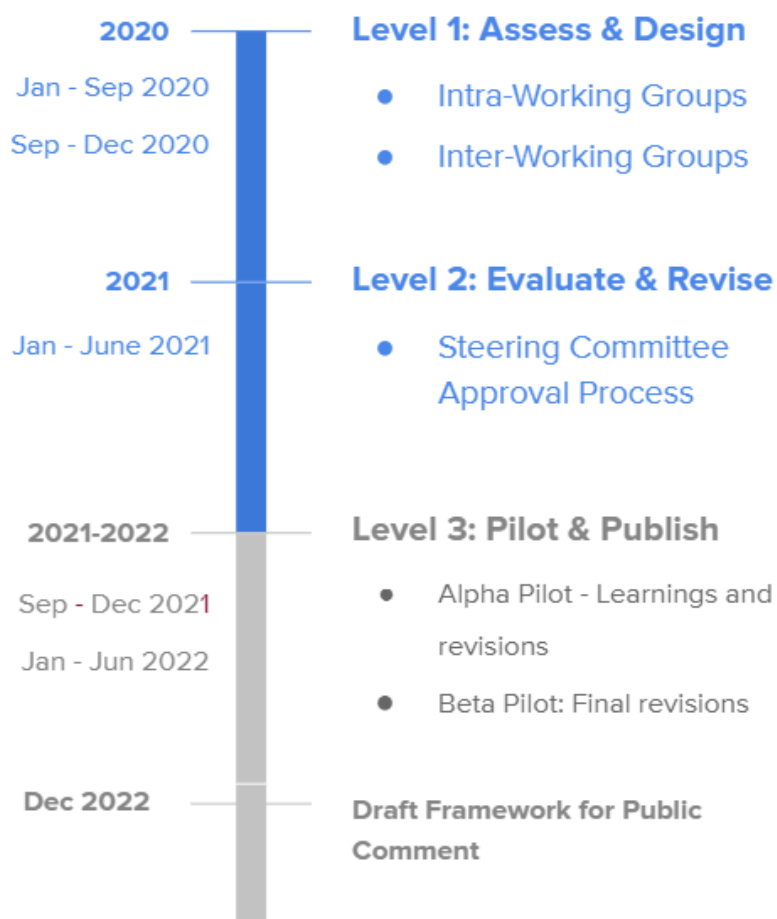 2020
Level 1: Assess & Design
Jan - Sep 2020
● Intra-Working Groups
Sep - Dec 2020
● Inter-Working Groups
2021
Level 2: Evaluate & Revise
Jan - June 2021
● Steering Committee
Approval Process
2021-2022
Level 3: Pilot & Publish
Sep - Dec 2021
● Alpha Pilot - Learnings and
revisions
Jan - Jun 2022
● Beta Pilot: Final revisions
Dec 2022
Draft Framework for Public
Comment